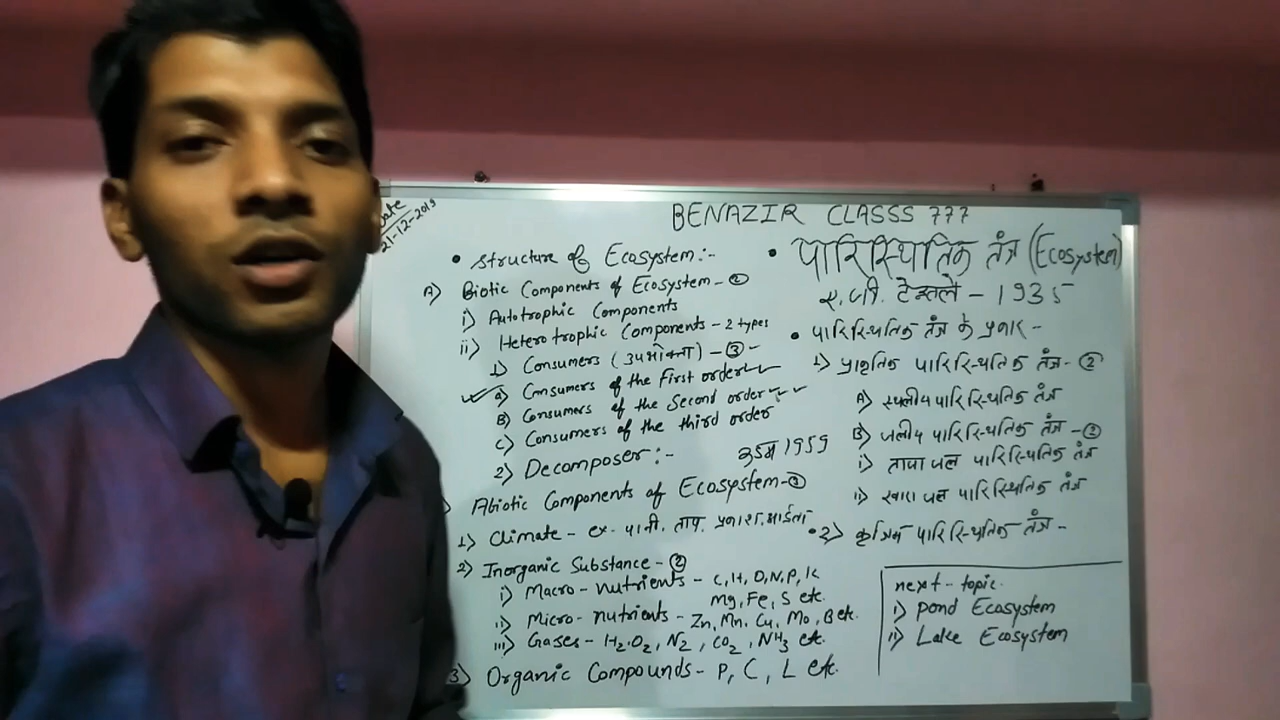 BENAZIR CLASSS 777
Date
21-12-2019
• Structure of Ecosystem:-
A) Biotic Components of Ecosystem - ②
i) Autotrophic Components
ii) Heterotrophic Components - 2 types
1) Consumers (उपभोक्ता) - ③ -
a) Consumers of the First order
B) Consumers of the Second order
C) Consumers of the third order
2) Decomposer:-
ओडम 1959
Abiotic Components of Ecosystem - ③
1) Climate - ex. पानी, ताप, प्रकाश, आर्द्रता
2) Inorganic Substance - ②
i) Macro-nutrients - C, H, O, N, P, K
Mg, Fe, S etc.
ii) Micro-nutrients - Zn, Mn, Cu, Mo, B etc.
iii) Gases - H₂, O₂, N₂, CO₂, NH₃ etc.
3) Organic Compounds - P, C, L etc.
• पारिस्थितिक तंत्र (Ecosystem)
ए. जी. टेन्सले - 1935
• पारिस्थितिक तंत्र के प्रकार -
1) प्राकृतिक पारिस्थितिक तंत्र - ②
A) स्थलीय पारिस्थितिक तंत्र
B) जलीय पारिस्थितिक तंत्र - ②
i) ताजा जल पारिस्थितिक तंत्र
ii) खारा जल पारिस्थितिक तंत्र
• 2) कृत्रिम पारिस्थितिक तंत्र -
next - topic.
i) Pond Ecosystem
ii) Lake Ecosystem